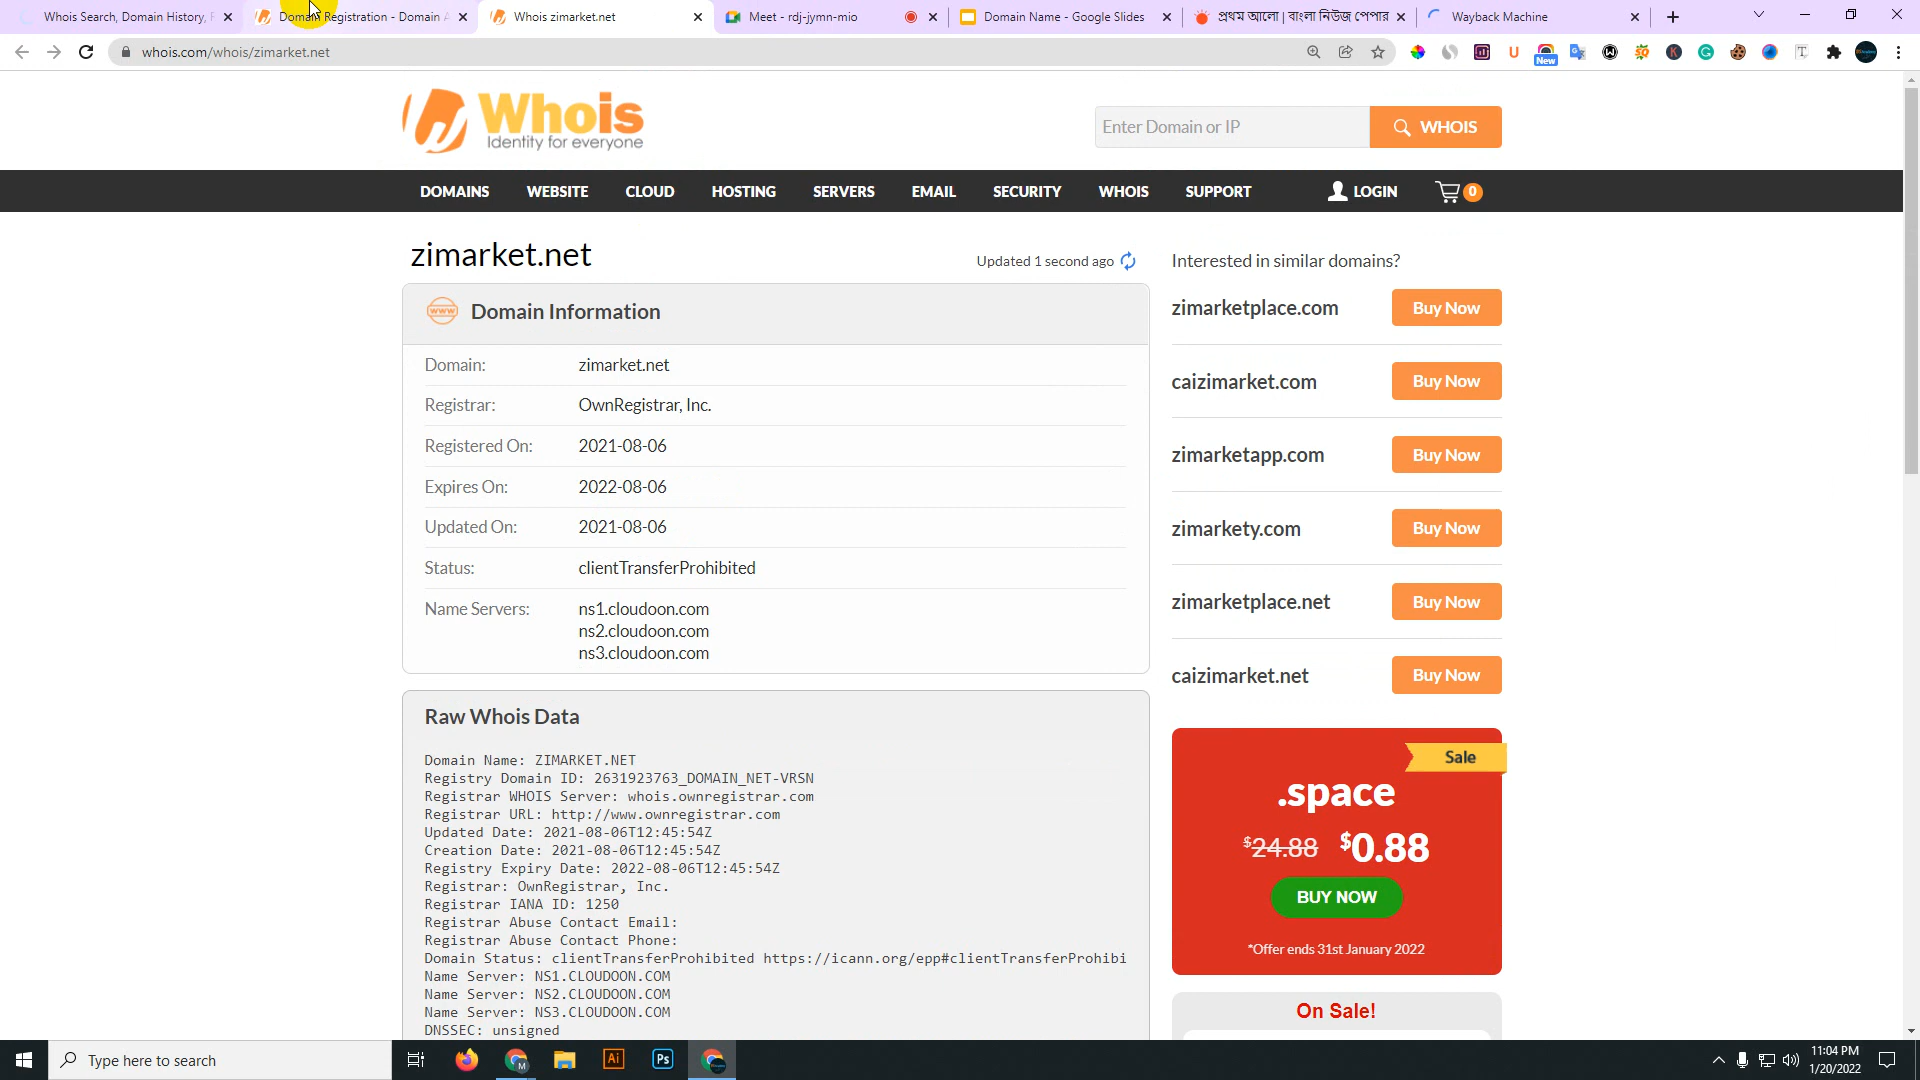 Whois Search, Domain History,
Domain Registration - Domain
Whois zimarket.net
Meet - rdj-jymn-mio
Domain Name - Google Slides
প্রথম আলো | বাংলা নিউজ পেপার
Wayback Machine
whois.com/whois/zimarket.net
New
Whois
Identity for everyone
Enter Domain or IP
WHOIS
DOMAINS WEBSITE CLOUD HOSTING SERVERS EMAIL SECURITY WHOIS SUPPORT LOGIN 0
zimarket.net
Updated 1 second ago
www Domain Information
Domain: zimarket.net
Registrar: OwnRegistrar, Inc.
Registered On: 2021-08-06
Expires On: 2022-08-06
Updated On: 2021-08-06
Status: clientTransferProhibited
Name Servers: ns1.cloudoon.com
ns2.cloudoon.com
ns3.cloudoon.com
Raw Whois Data
Domain Name: ZIMARKET.NET
Registry Domain ID: 2631923763_DOMAIN_NET-VRSN
Registrar WHOIS Server: whois.ownregistrar.com
Registrar URL: http://www.ownregistrar.com
Updated Date: 2021-08-06T12:45:54Z
Creation Date: 2021-08-06T12:45:54Z
Registry Expiry Date: 2022-08-06T12:45:54Z
Registrar: OwnRegistrar, Inc.
Registrar IANA ID: 1250
Registrar Abuse Contact Email:
Registrar Abuse Contact Phone:
Domain Status: clientTransferProhibited https://icann.org/epp#clientTransferProhibi
Name Server: NS1.CLOUDOON.COM
Name Server: NS2.CLOUDOON.COM
Name Server: NS3.CLOUDOON.COM
DNSSEC: unsigned
Interested in similar domains?
zimarketplace.com Buy Now
caizimarket.com Buy Now
zimarketapp.com Buy Now
zimarkety.com Buy Now
zimarketplace.net Buy Now
caizimarket.net Buy Now
Sale
.space
$24.88 $0.88
BUY NOW
*Offer ends 31st January 2022
On Sale!
Type here to search
Ai
Ps
11:04 PM
1/20/2022